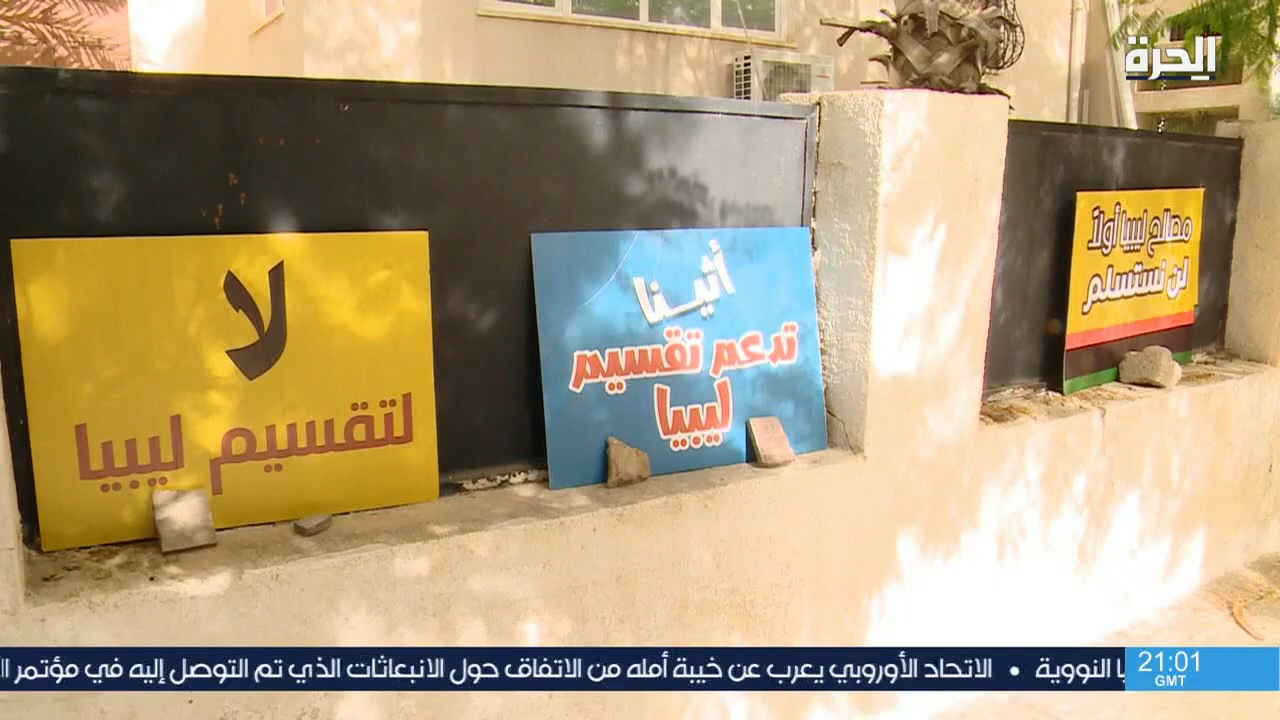 الحرة
مصالح ليبيا أولاً
لن نستسلم
أثينا
تدعم تقسيم
ليبيا
لا
لتقسيم ليبيا
يا النووية • الاتحاد الأوروبي يعرب عن خيبة أمله من الاتفاق حول الانبعاثات الذي تم التوصل إليه في مؤتمر
21:01
GMT